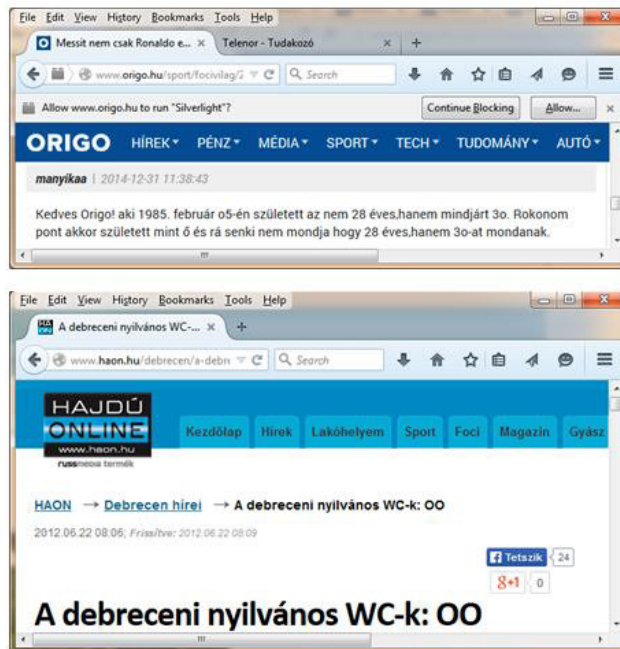 File Edit View History Bookmarks Tools Help
Messit nem csak Ronaldo e... × Telenor - Tudakozó × +
www.origo.hu/sport/focivilag/2 Search
Allow www.origo.hu to run "Silverlight"? Continue Blocking Allow... ×
ORIGO HÍREK PÉNZ MÉDIA SPORT TECH TUDOMÁNY AUTÓ
manyikaa | 2014-12-31 11:38:43
Kedves Origo! aki 1985. február o5-én született az nem 28 éves,hanem mindjárt 3o. Rokonom
pont akkor született mint ő és rá senki nem mondja hogy 28 éves,hanem 3o-at mondanak.
File Edit View History Bookmarks Tools Help
A debreceni nyilvános WC-... × +
www.haon.hu/debrecen/a-debr Search
HAJDÚ
ONLINE
www.haon.hu
russmedia termék
Kezdőlap Hírek Lakóhelyem Sport Foci Magazin Gyász
HAON → Debrecen hírei → A debreceni nyilvános WC-k: OO
2012.06.22 08:06; Frissítve: 2012.06.22 08:09
Tetszik 24
g+1 0
A debreceni nyilvános WC-k: OO